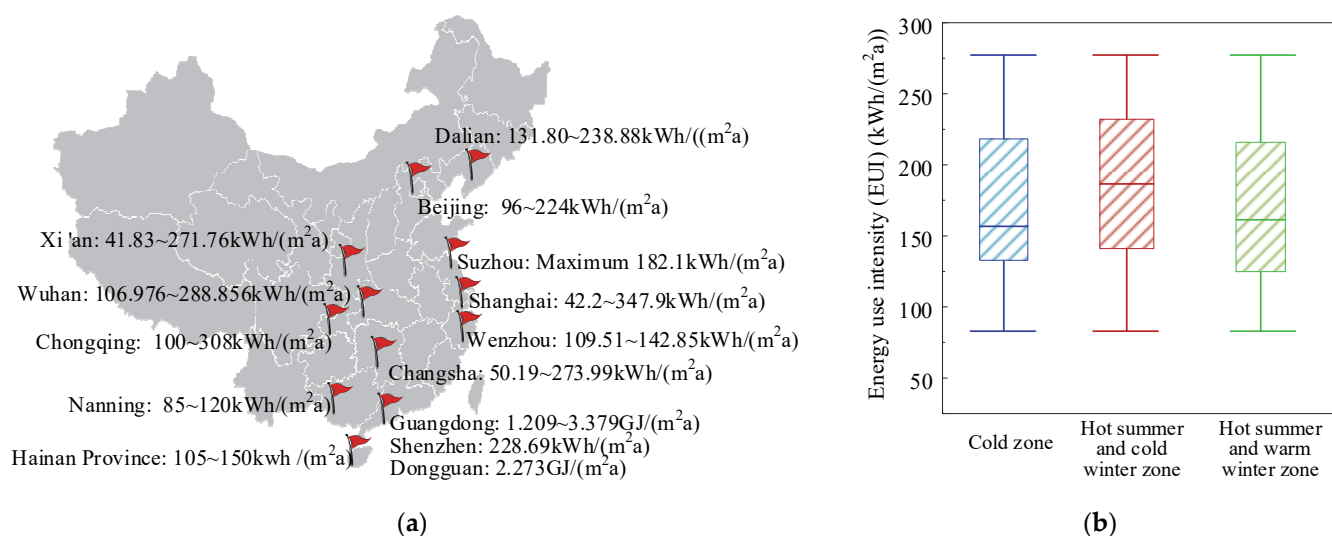 Dalian: 131.80~238.88kWh/((m²a)
Beijing: 96~224kWh/(m²a)
Xi 'an: 41.83~271.76kWh/(m²a)
Suzhou: Maximum 182.1kWh/(m²a)
Wuhan: 106.976~288.856kWh/(m²a)
Shanghai: 42.2~347.9kWh/(m²a)
Chongqing: 100~308kWh/(m²a)
Wenzhou: 109.51~142.85kWh/(m²a)
Changsha: 50.19~273.99kWh/(m²a)
Nanning: 85~120kWh/(m²a)
Guangdong: 1.209~3.379GJ/(m²a)
Shenzhen: 228.69kWh/(m²a)
Hainan Province: 105~150kwh /(m²a)
Dongguan: 2.273GJ/(m²a)
(a)
Energy use intensity (EUI) (kWh/(m²a))
300
250
200
150
100
50
Cold zone
Hot summer
and cold
winter zone
Hot summer
and warm
winter zone
(b)